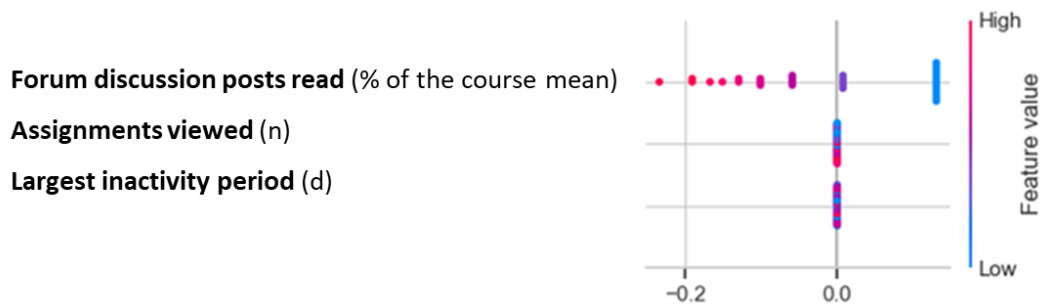 High
Forum discussion posts read (% of the course mean)
Assignments viewed (n)
Largest inactivity period (d)
Feature value
Low
−0.2 0.0